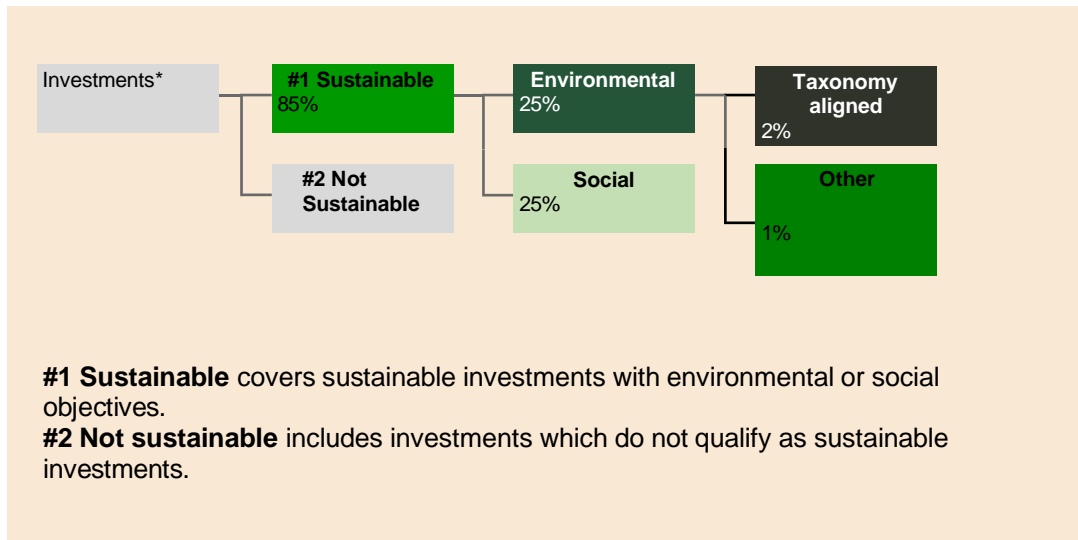 Investments*
#1 Sustainable
85%
#2 Not
Sustainable
Environmental
25%
Social
25%
Taxonomy
aligned
2%
Other
1%
#1 Sustainable covers sustainable investments with environmental or social
objectives.
#2 Not sustainable includes investments which do not qualify as sustainable
investments.